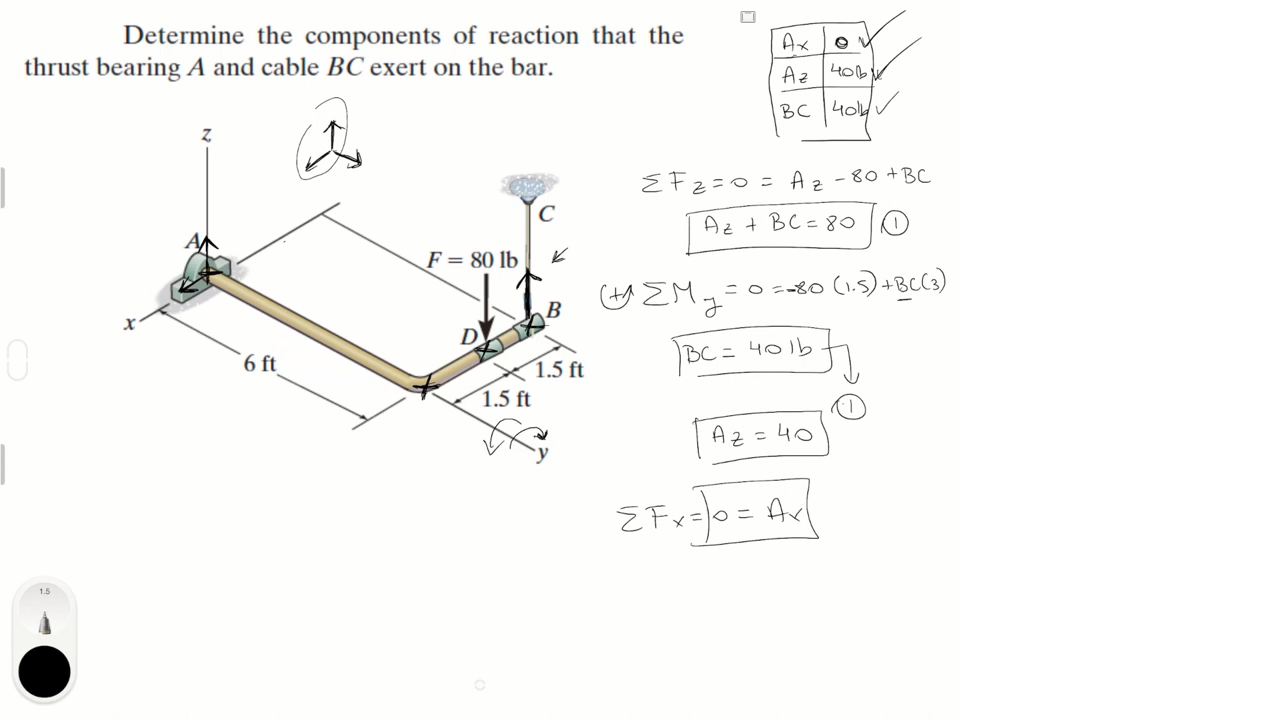 Determine the components of reaction that the
thrust bearing A and cable BC exert on the bar.
z
A
x
6 ft
F = 80 lb
C
B
D
1.5 ft
1.5 ft
y
Ax 0
Az 40lb
BC 40lb
ΣFz = 0 = Az - 80 + BC
Az + BC = 80 ①
(+) ΣMy = 0 = -80 (1.5) + BC(3)
BC = 40 lb
①
Az = 40
ΣFx = 0 = Ax
1.5